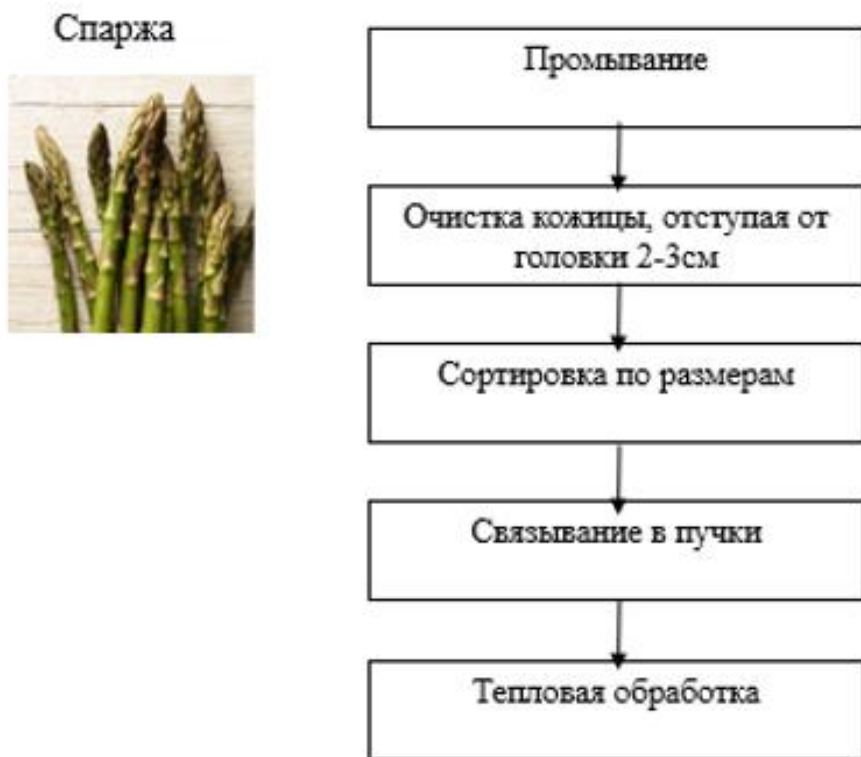 Спаржа
Промывание
Очистка кожицы, отступая от
головки 2-3см
Сортировка по размерам
Связывание в пучки
Тепловая обработка